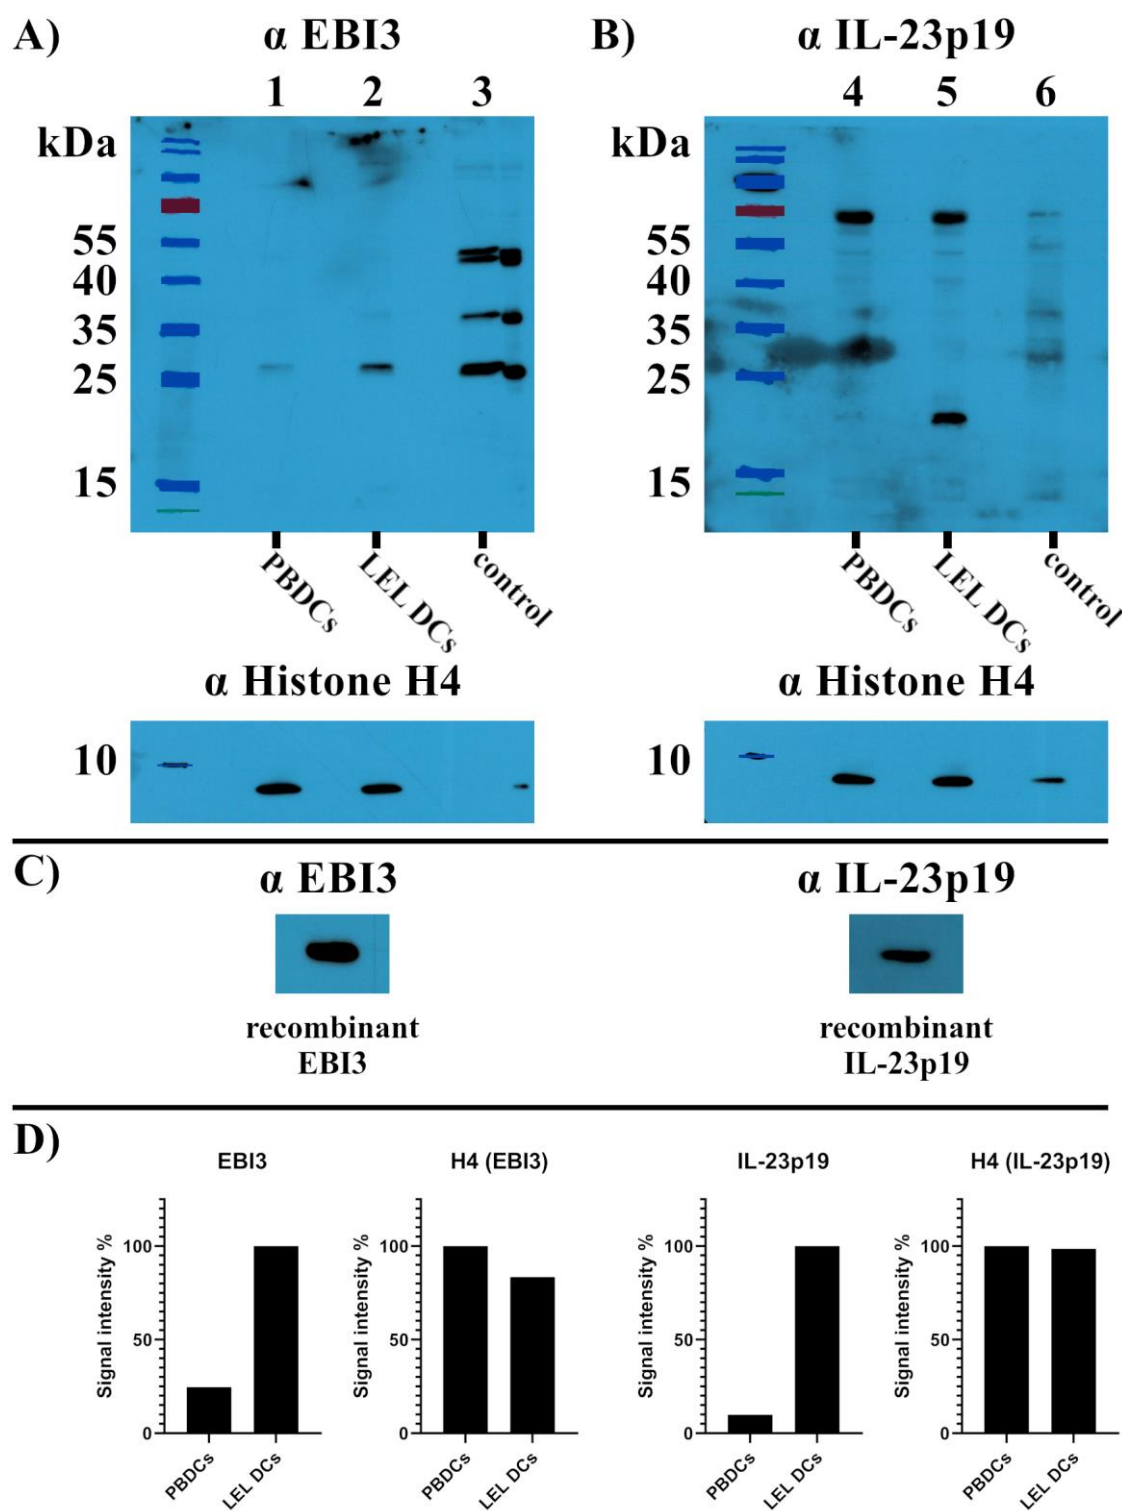 A)
α EBI3
1 2 3
kDa
55
40
35
25
15
PBDCs
LEL DCs
control
α Histone H4
10
B)
α IL-23p19
4 5 6
kDa
55
40
35
25
15
PBDCs
LEL DCs
control
α Histone H4
10
C)
α EBI3
recombinant
EBI3
α IL-23p19
recombinant
IL-23p19
D)
EBI3
Signal intensity %
100
50
0
PBDCs
LEL DCs
H4 (EBI3)
Signal intensity %
100
50
0
PBDCs
LEL DCs
IL-23p19
Signal intensity %
100
50
0
PBDCs
LEL DCs
H4 (IL-23p19)
Signal intensity %
100
50
0
PBDCs
LEL DCs